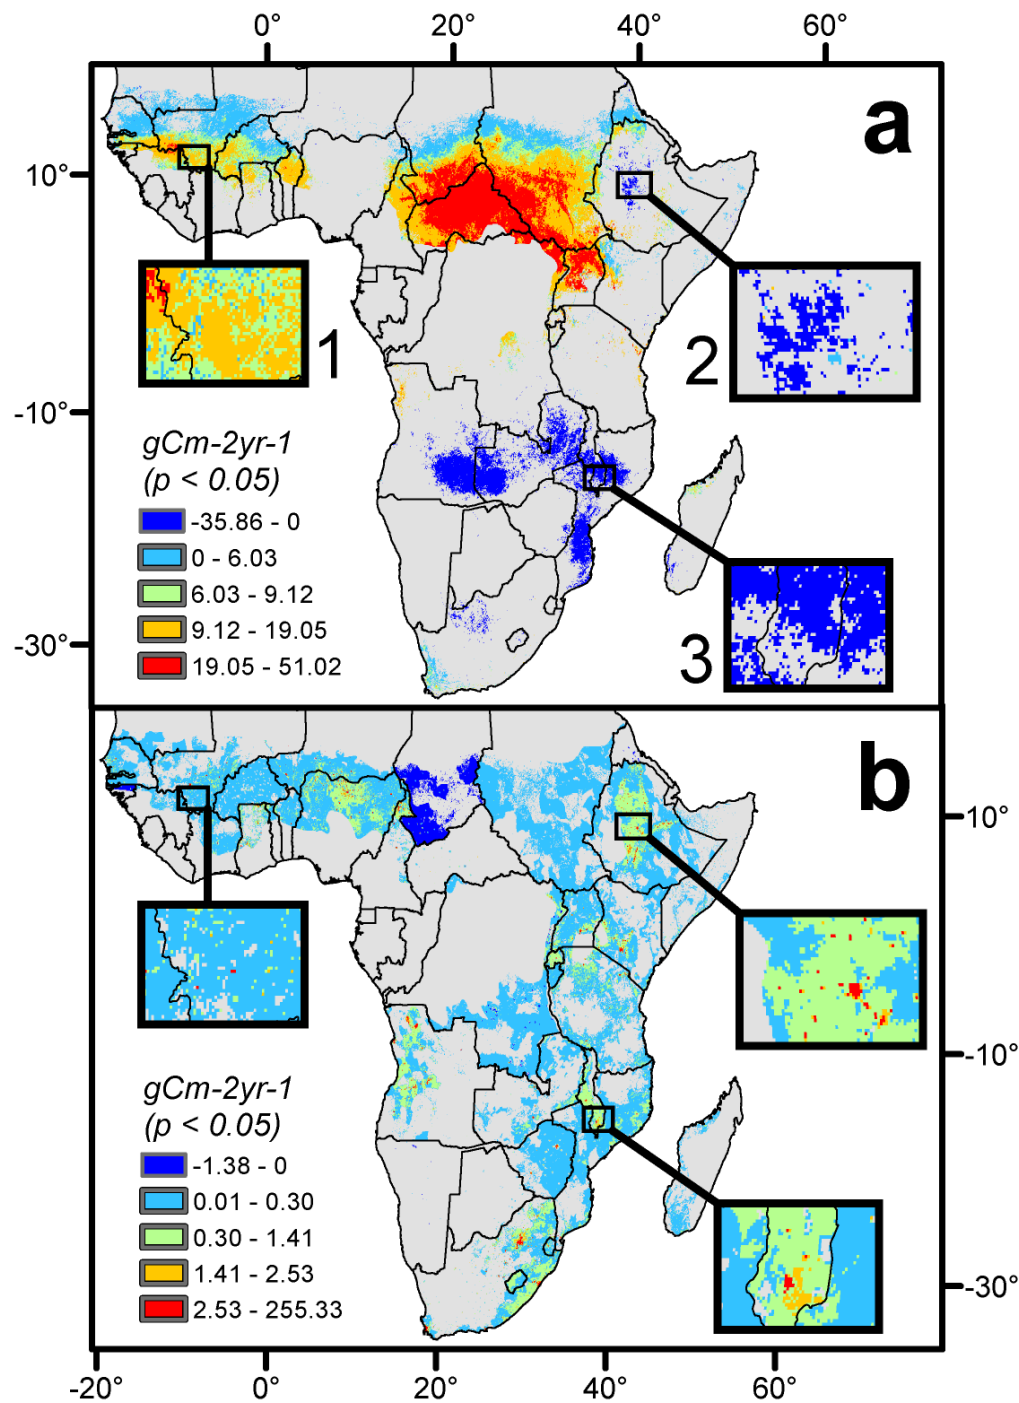 0° 20° 40° 60°
a
10°
1
2
-10°
gCm-2yr-1
(p < 0.05)
-35.86 - 0
0 - 6.03
6.03 - 9.12
9.12 - 19.05
19.05 - 51.02
3
-30°
b
10°
-10°
gCm-2yr-1
(p < 0.05)
-1.38 - 0
0.01 - 0.30
0.30 - 1.41
1.41 - 2.53
2.53 - 255.33
-30°
-20° 0° 20° 40° 60°